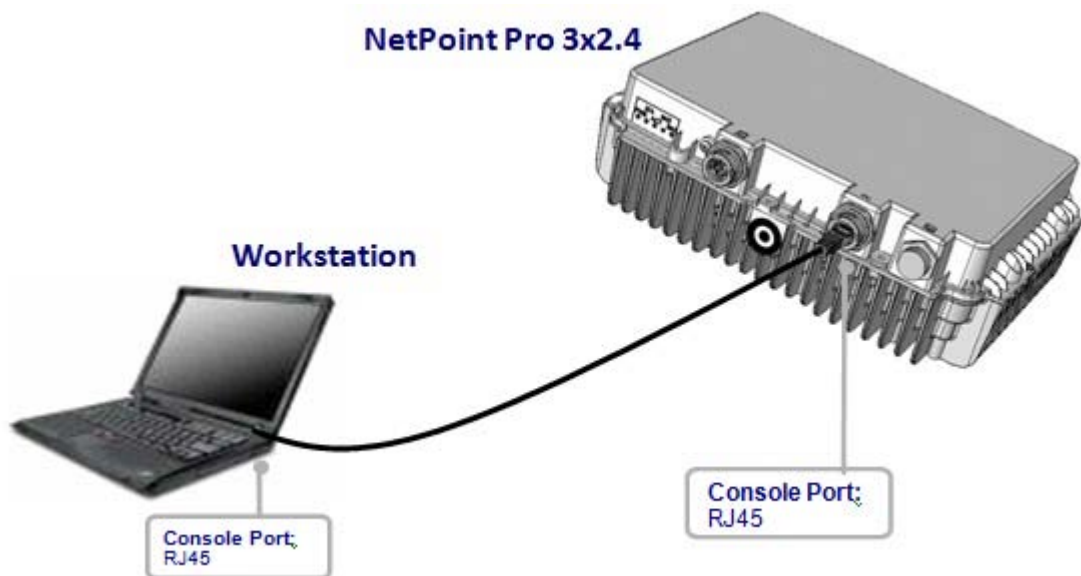 NetPoint Pro 3x2.4
Workstation
Console Port:
RJ45
Console Port:
RJ45